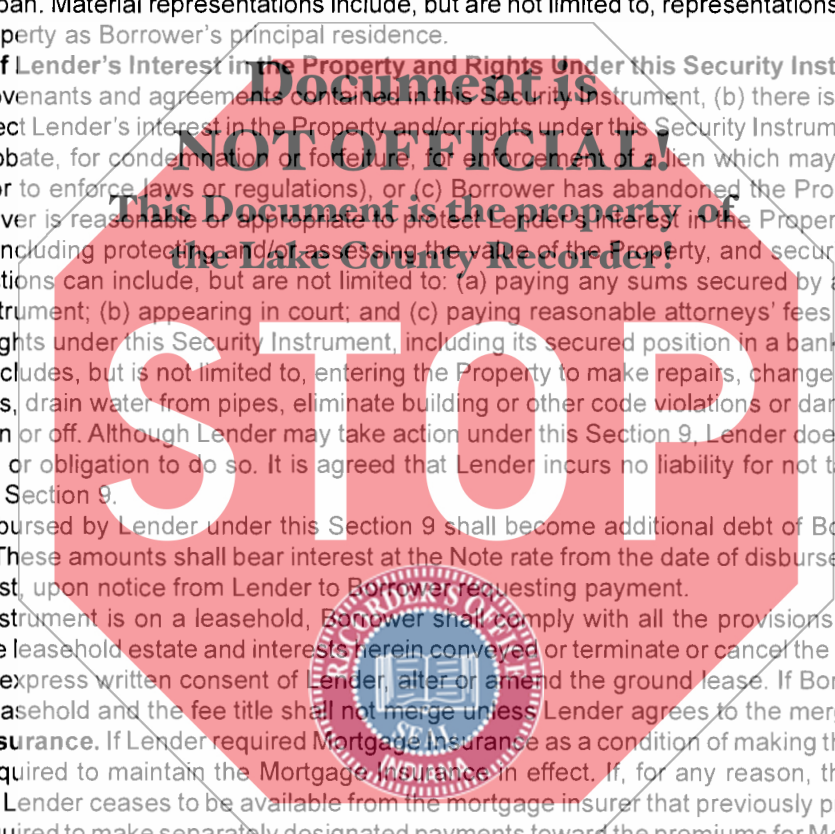 oan. Material representations include, but are not limited to, representations
perty as Borrower's principal residence.
f Lender's Interest in the Property and Rights Under this Security Inst
ovenants and agreements contained in this Security Instrument, (b) there is
ect Lender's interest in the Property and/or rights under this Security Instrum
obate, for condemnation or forfeiture, for enforcement of a lien which may
or to enforce laws or regulations), or (c) Borrower has abandoned the Pro
ver is reasonable or appropriate to protect Lender's interest in the Proper
ncluding protecting and/or assessing the value of the Property, and secur
tions can include, but are not limited to: (a) paying any sums secured by a
trument; (b) appearing in court; and (c) paying reasonable attorneys' fees
ghts under this Security Instrument, including its secured position in a bank
cludes, but is not limited to, entering the Property to make repairs, change
s, drain water from pipes, eliminate building or other code violations or dan
n or off. Although Lender may take action under this Section 9, Lender doe
or obligation to do so. It is agreed that Lender incurs no liability for not t
Section 9.
bursed by Lender under this Section 9 shall become additional debt of Bo
These amounts shall bear interest at the Note rate from the date of disburse
st, upon notice from Lender to Borrower requesting payment.
strument is on a leasehold, Borrower shall comply with all the provisions
e leasehold estate and interests herein conveyed or terminate or cancel the
express written consent of Lender, alter or amend the ground lease. If Bor
asehold and the fee title shall not merge unless Lender agrees to the mer
surance. If Lender required Mortgage Insurance as a condition of making th
quired to maintain the Mortgage Insurance in effect. If, for any reason, th
Lender ceases to be available from the mortgage insurer that previously p
uired to make separately designated payments toward the premiums for Mo
Document is
NOT OFFICIAL!
This Document is the property of
the Lake County Recorder!
STOP
RECORDER'S OFFICE
SEAL
INDIANA